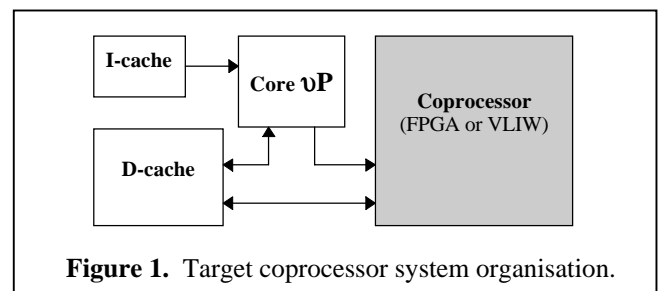 I-cache
Core υP
Coprocessor
(FPGA or VLIW)
D-cache
Figure 1. Target coprocessor system organisation.